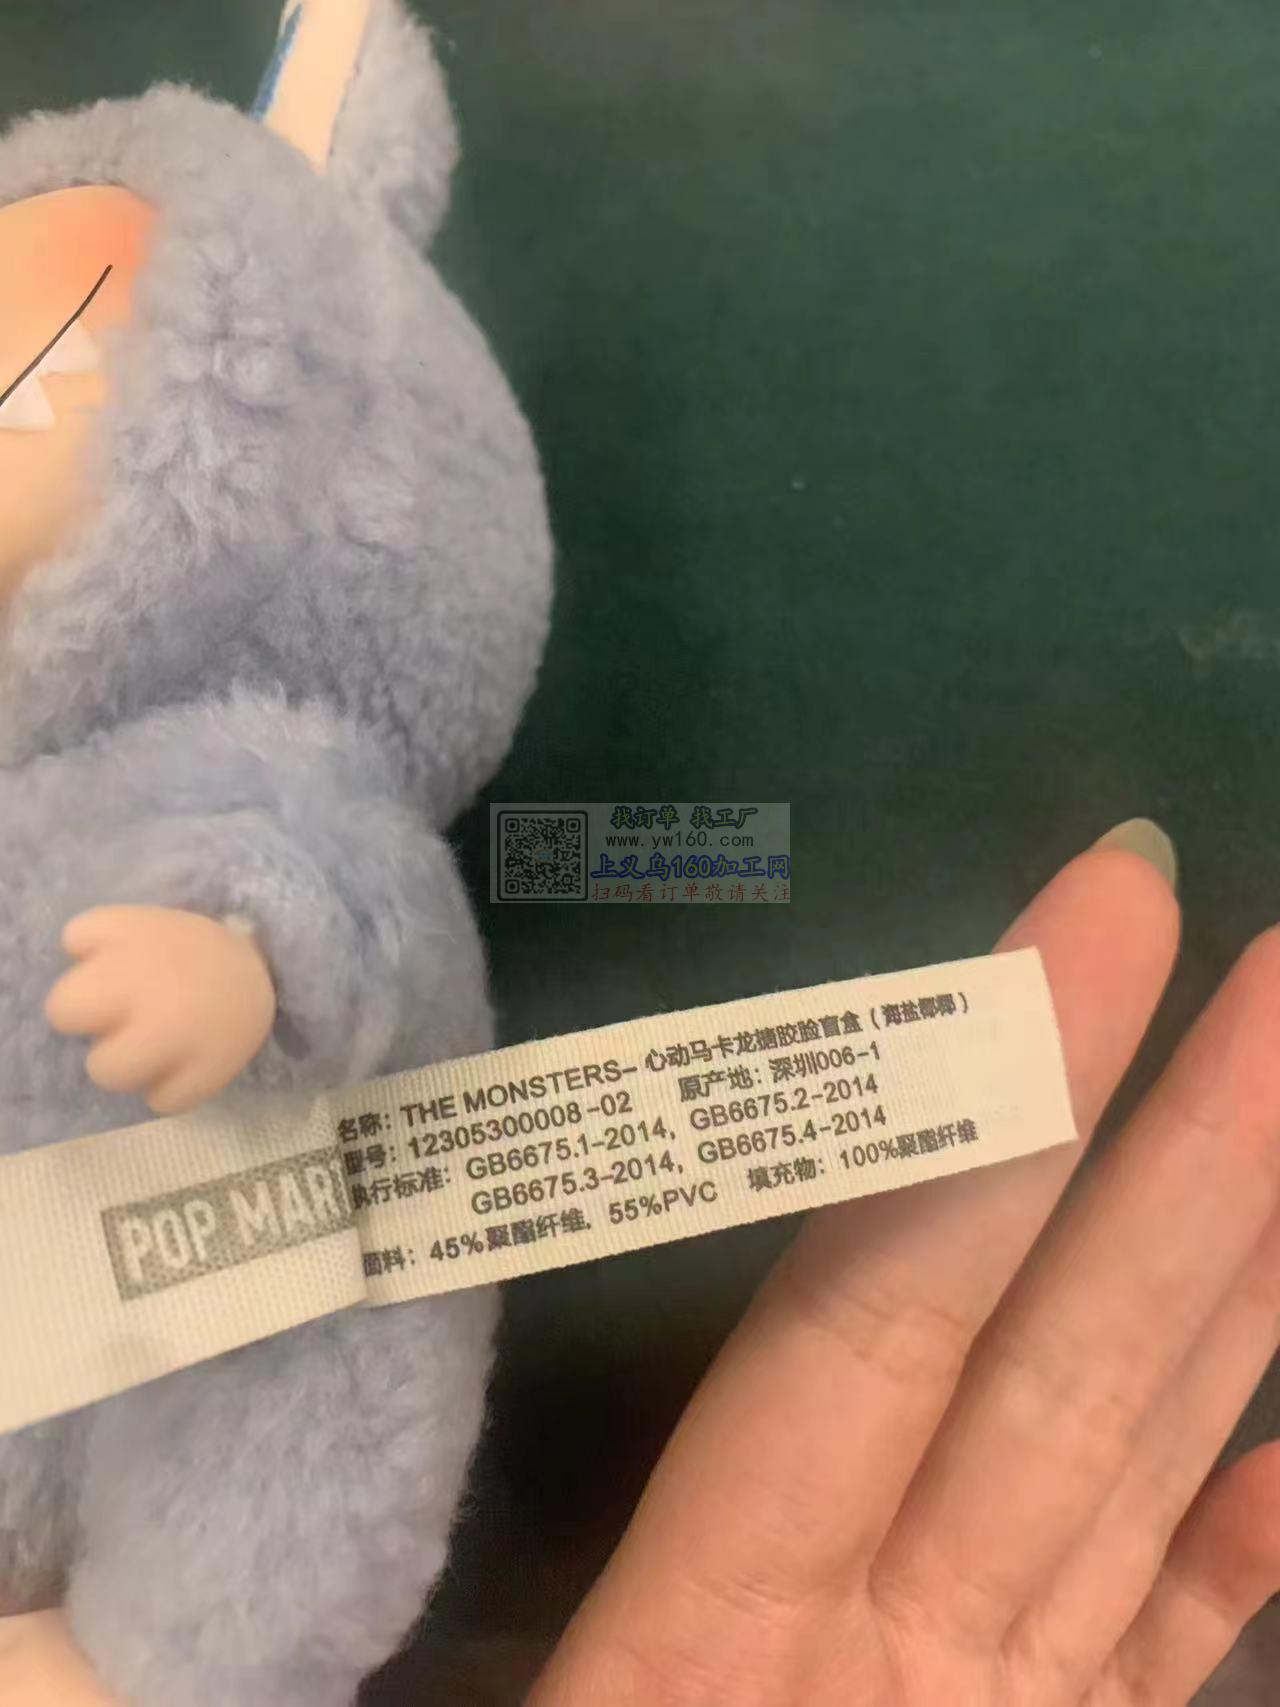 找订单 找工厂
www.yw160.com
上义乌160加工网
扫码看订单敬请关注
名称：THE MONSTERS- 心动马卡龙搪胶脸盲盒（海盐椰椰）
型号：12305300008-02 原产地：深圳006-1
执行标准：GB6675.1-2014，GB6675.2-2014
GB6675.3-2014，GB6675.4-2014
面料：45%聚酯纤维，55%PVC 填充物：100%聚酯纤维
POP MAR